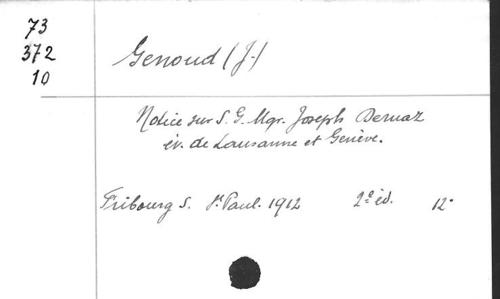 73
372
10
Genoud (J.)
Notice sur S. G. Mgr. Joseph Deruaz
év. de Lausanne et Genève.
Fribourg S. St Paul. 1912 2e éd. 12°